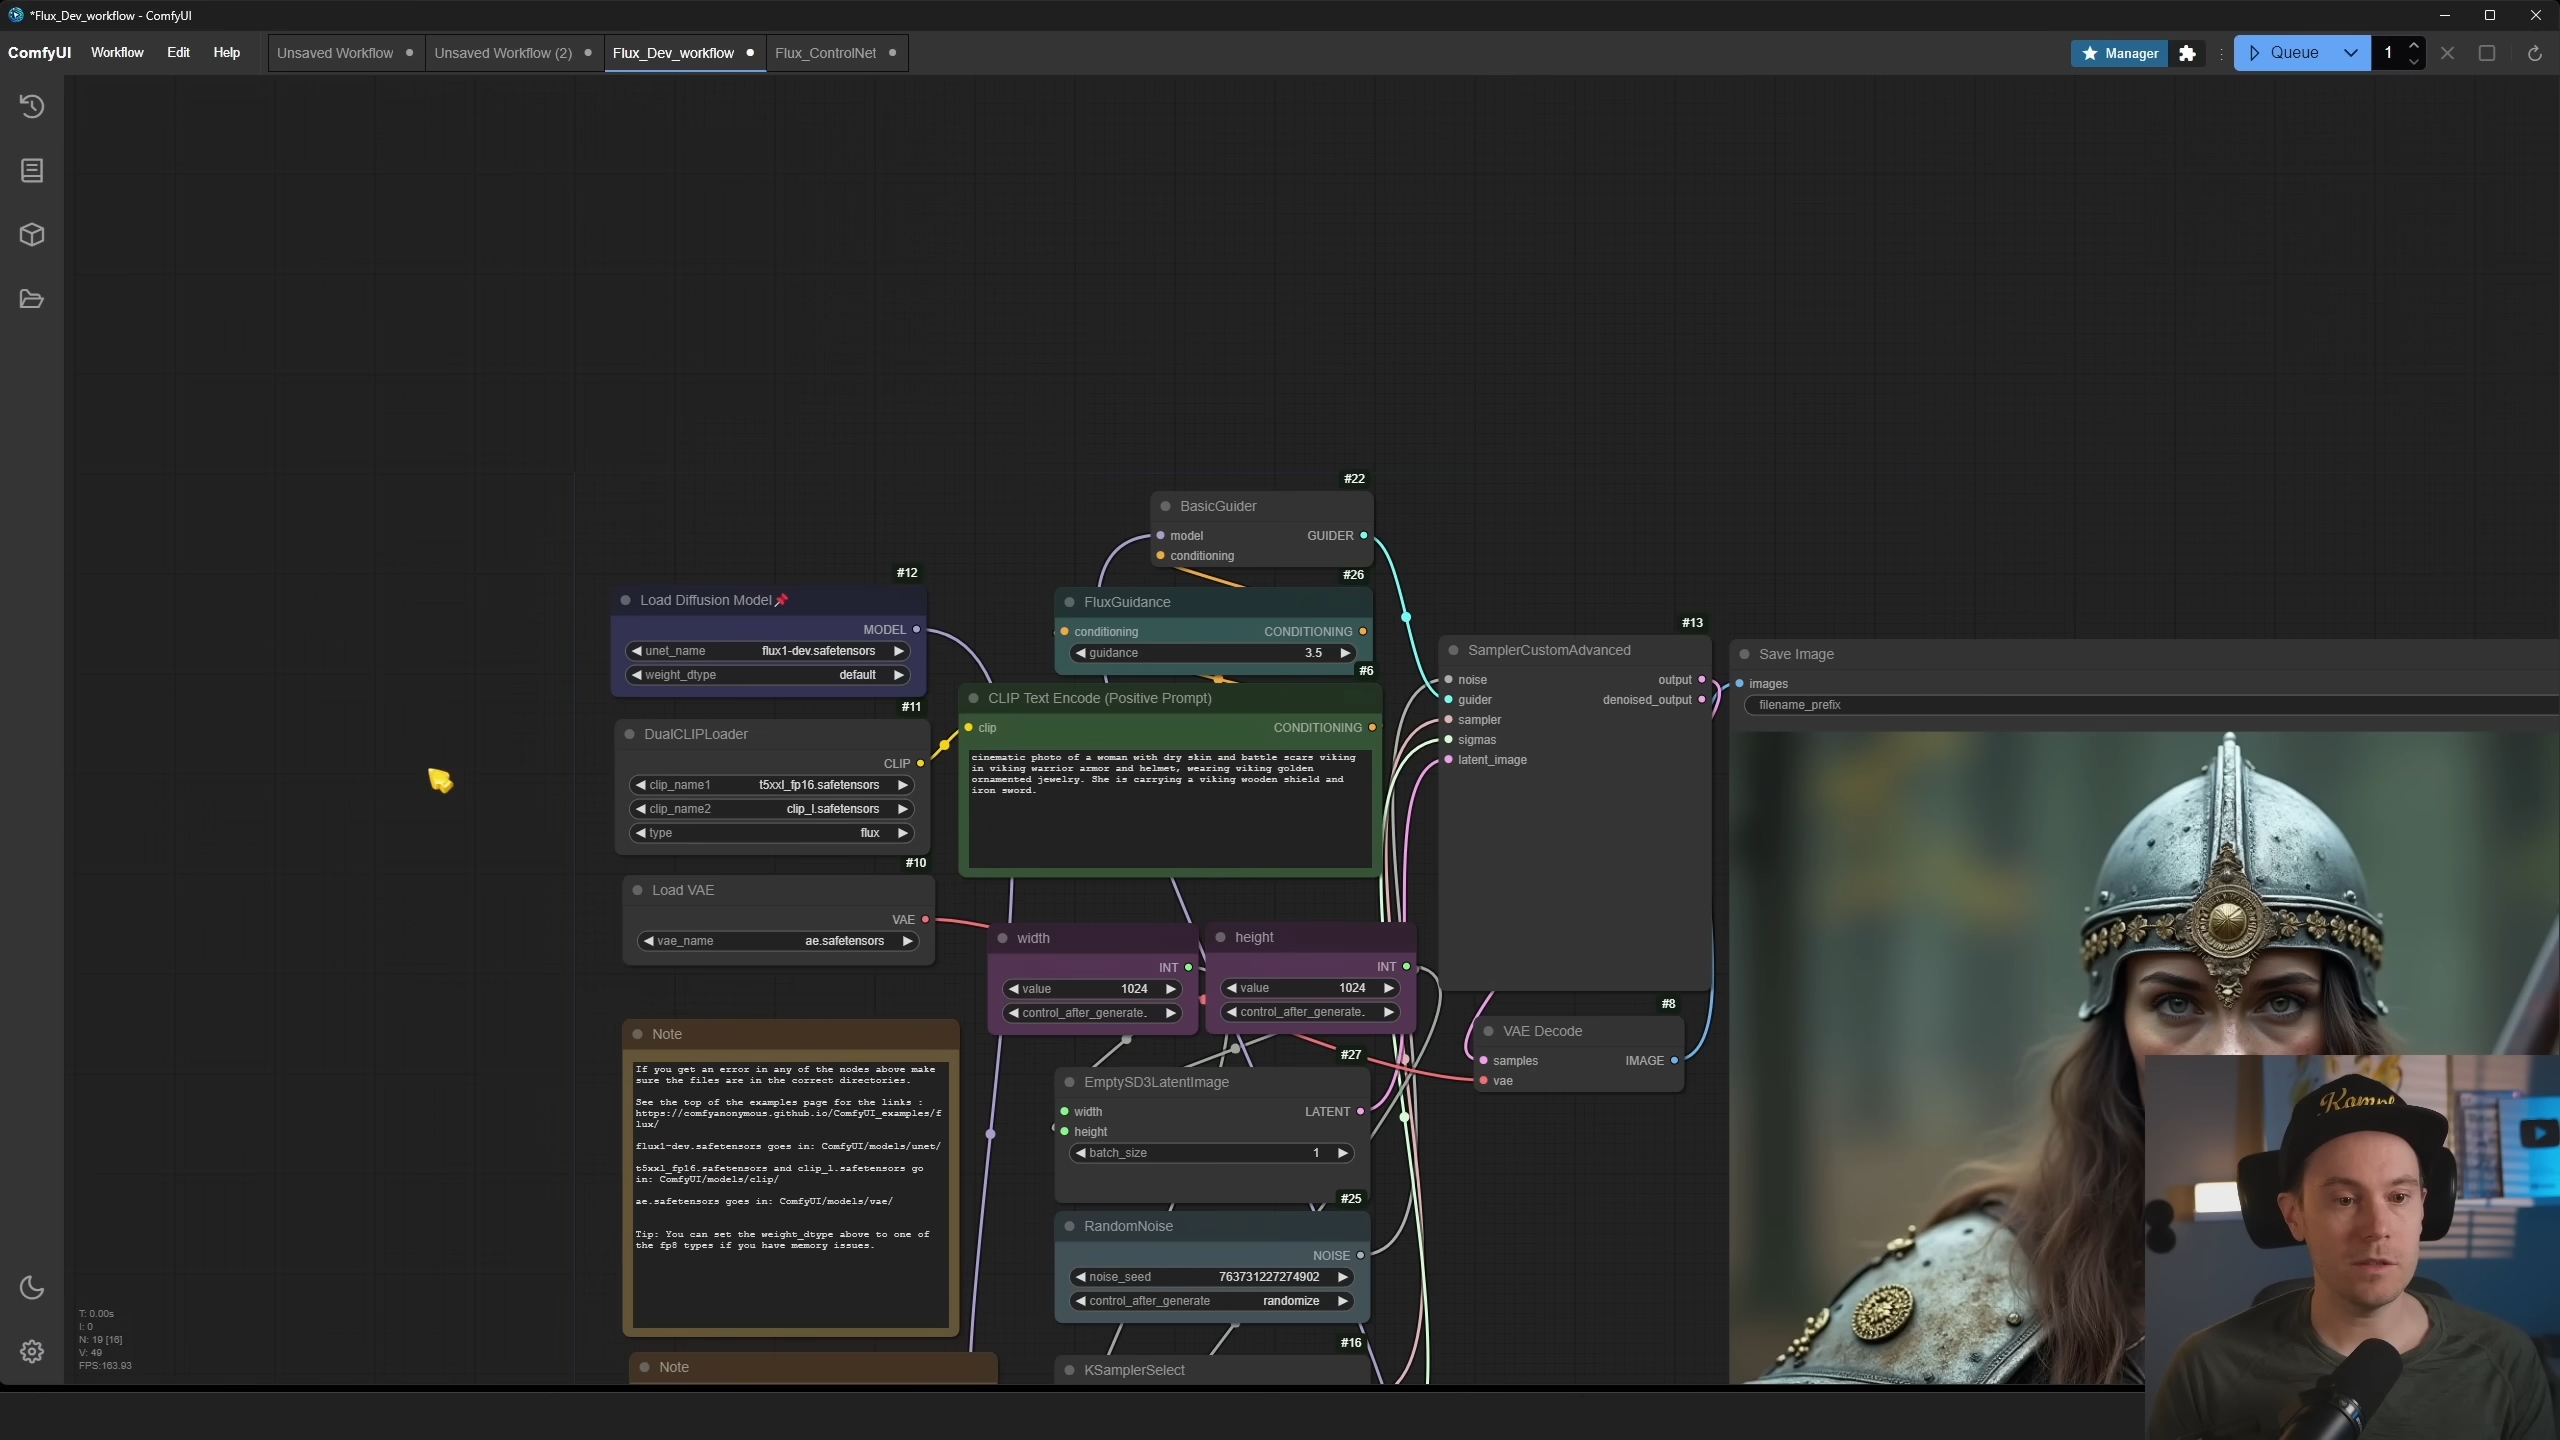 *Flux_Dev_workflow - ComfyUI
ComfyUI Workflow Edit Help Unsaved Workflow Unsaved Workflow (2) Flux_Dev_workflow Flux_ControlNet Manager Queue 1
#22
BasicGuider
model GUIDER
conditioning
#26
FluxGuidance
conditioning CONDITIONING
guidance 3.5
#12
Load Diffusion Model
MODEL
unet_name flux1-dev.safetensors
weight_dtype default
#11
DualCLIPLoader
CLIP
clip_name1 t5xxl_fp16.safetensors
clip_name2 clip_l.safetensors
type flux
#10
Load VAE
VAE
vae_name ae.safetensors
#6
CLIP Text Encode (Positive Prompt)
clip CONDITIONING
cinematic photo of a woman with dry skin and battle scars viking
in viking warrior armor and helmet, wearing viking golden
ornamented jewelry. She is carrying a viking wooden shield and
iron sword.
width
INT
value 1024
control_after_generate.
height
INT
value 1024
control_after_generate.
#13
SamplerCustomAdvanced
noise output
guider denoised_output
sampler
sigmas
latent_image
Save Image
images
filename_prefix
#8
VAE Decode
samples IMAGE
vae
#27
EmptySD3LatentImage
width LATENT
height
batch_size 1
#25
RandomNoise
NOISE
noise_seed 763731227274902
control_after_generate randomize
#16
KSamplerSelect
Note
If you get an error in any of the nodes above make
sure the files are in the correct directories.
See the top of the examples page for the links :
https://comfyanonymous.github.io/ComfyUI_examples/f
lux/
flux1-dev.safetensors goes in: ComfyUI/models/unet/
t5xxl_fp16.safetensors and clip_l.safetensors go
in: ComfyUI/models/clip/
ae.safetensors goes in: ComfyUI/models/vae/
Tip: You can set the weight_dtype above to one of
the fp8 types if you have memory issues.
Note
T: 0.00s
I: 0
N: 19 [16]
V: 49
FPS:163.93